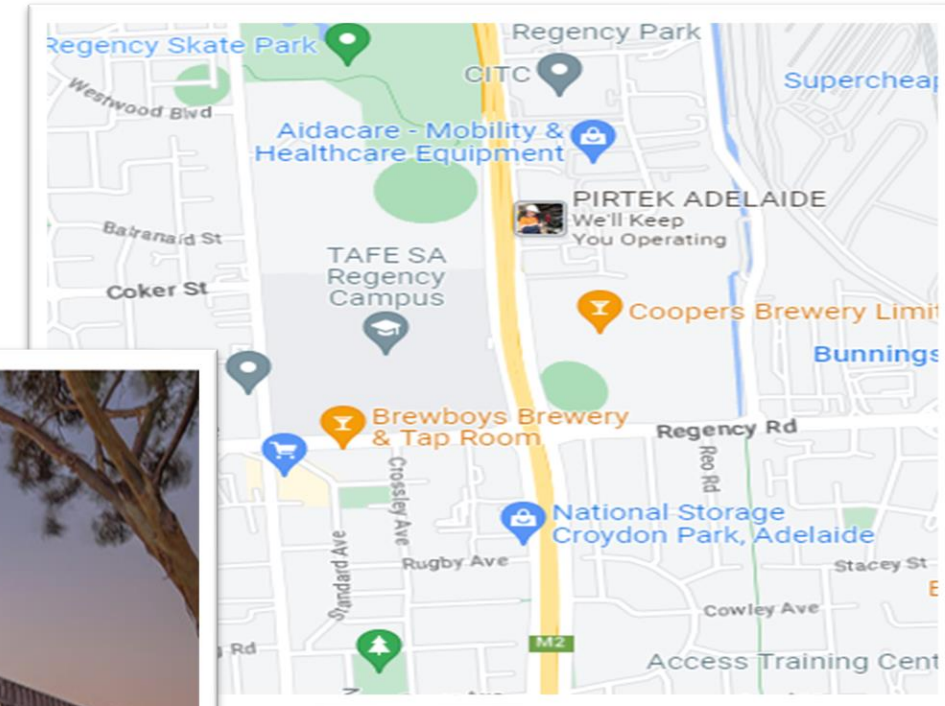 Regency Park
Regency Skate Park
CITC
Supercheap
Westwood Blvd
Aidacare - Mobility &
Healthcare Equipment
PIRTEK ADELAIDE
We'll Keep
You Operating
Balranald St
TAFE SA
Regency
Campus
Coker St
Coopers Brewery Limit
Bunnings
Brewboys Brewery
& Tap Room
Regency Rd
Crossley Ave
Reo Rd
National Storage
Croydon Park, Adelaide
Standard Ave
Rugby Ave
Stacey St
Cowley Ave
Rd
M2
Access Training Cent